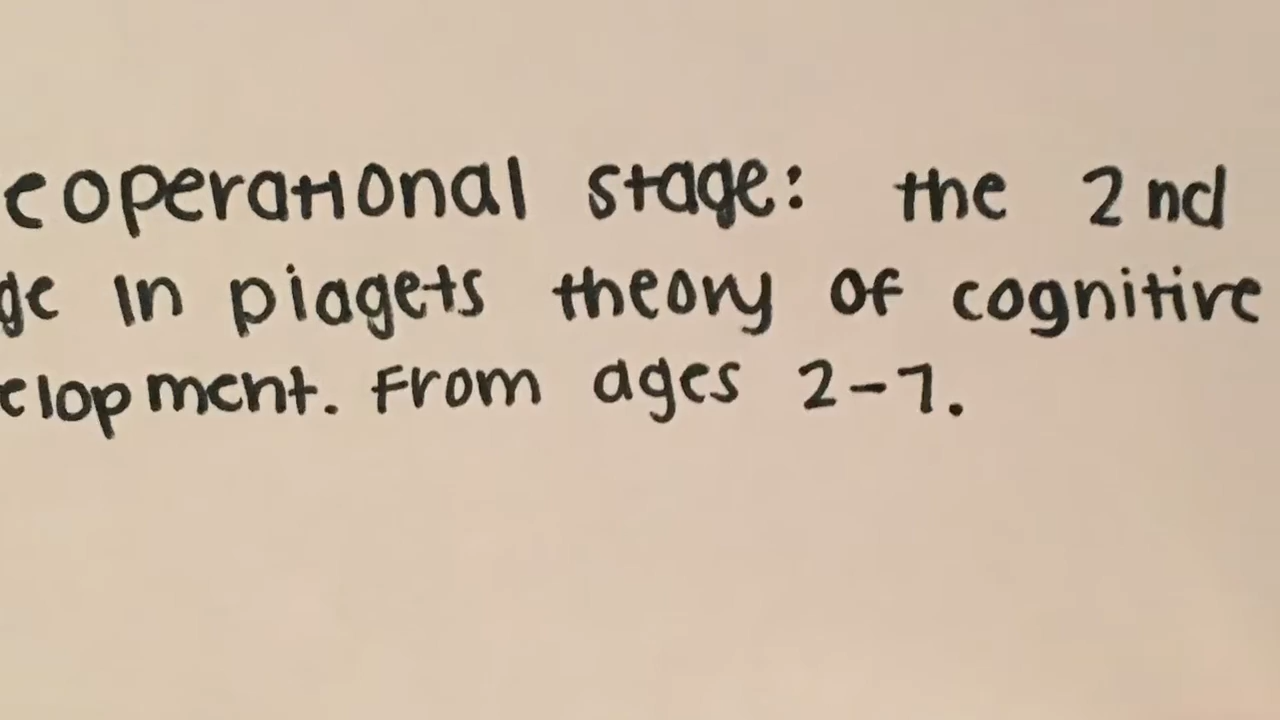 eoperational stage: the 2nd
ge in piagets theory of cognitive
elopment. From ages 2-7.